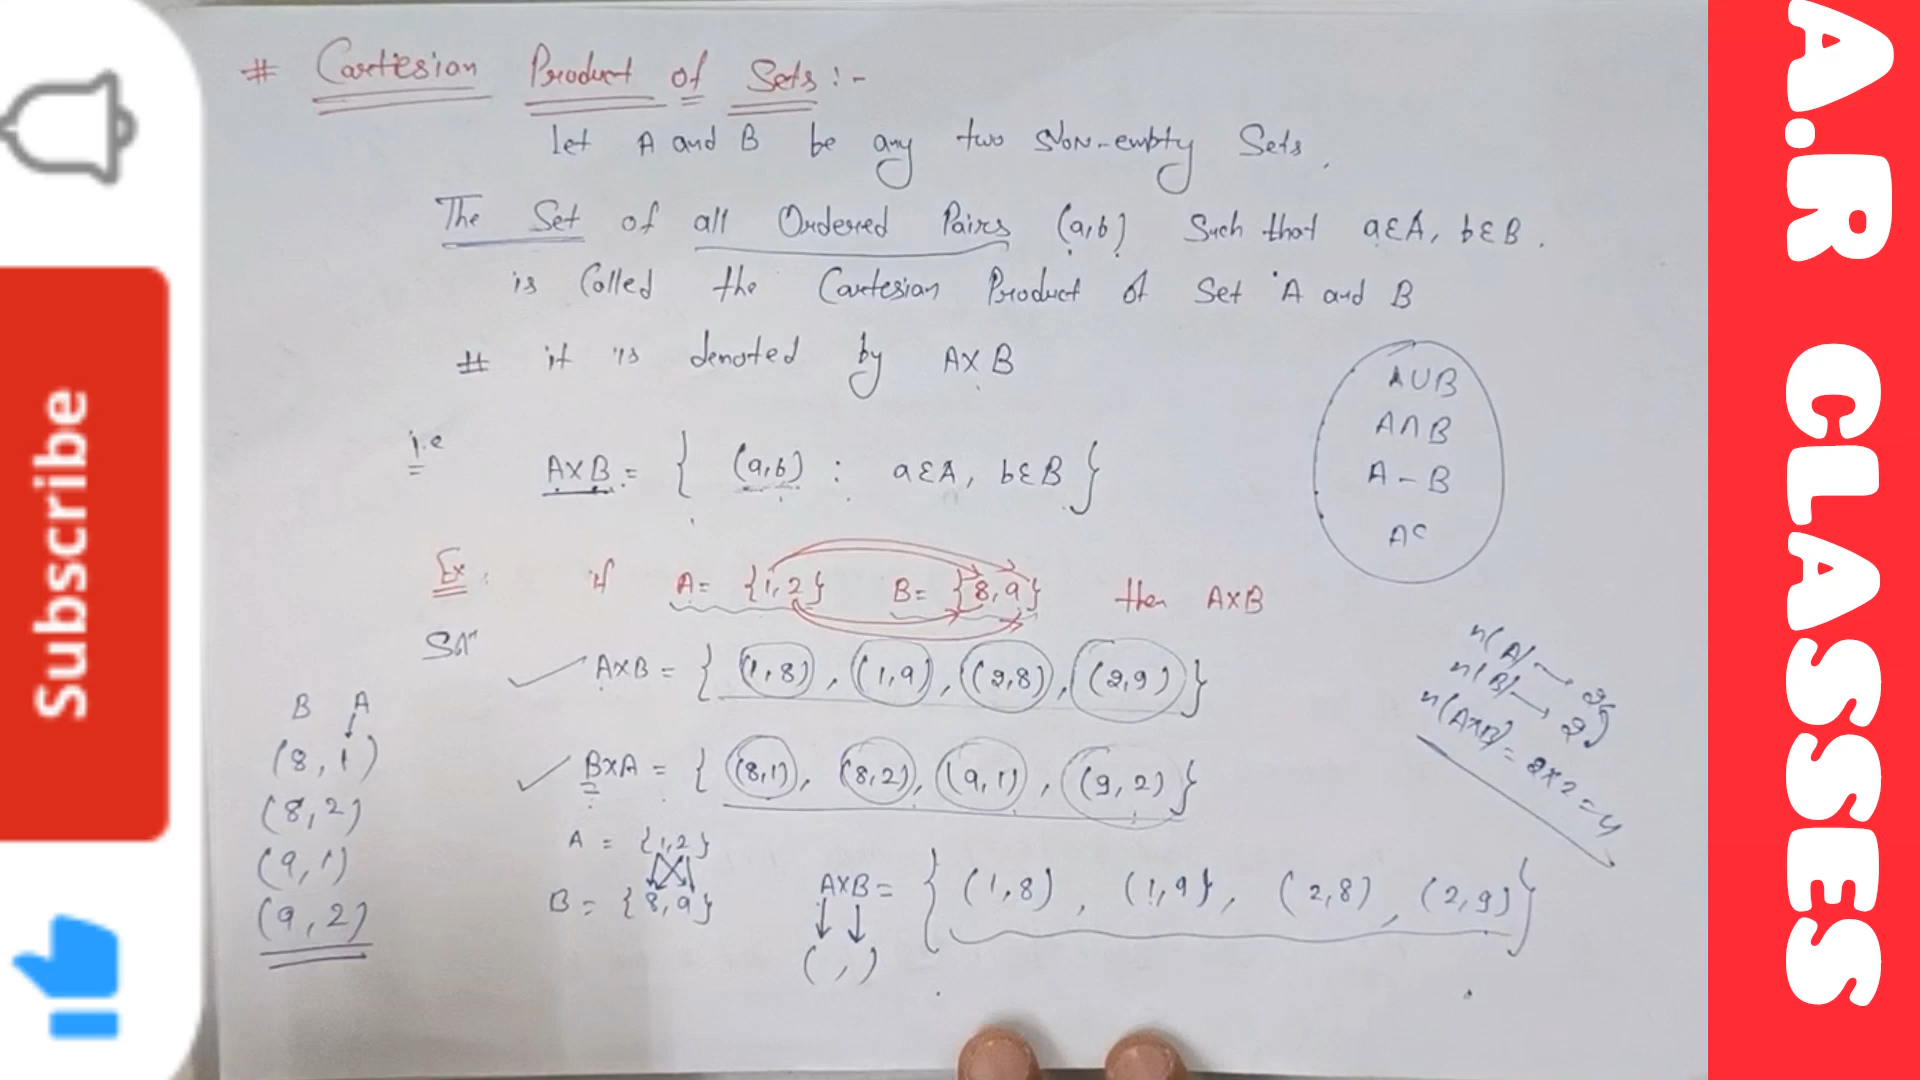 # Cartesian Product of Sets :-
let A and B be any two Non-empty Sets.
The Set of all Ordered Pairs (a,b) Such that a∈A, b∈B.
is Called the Cartesian Product of Set A and B
# it is denoted by A×B
i.e A×B = { (a,b) : a∈A, b∈B }
A∪B
A∩B
A - B
Aᶜ
Ex: if A = {1,2} B = {8,9} then A×B
Solⁿ
A×B = { (1,8), (1,9), (2,8), (2,9) }
B×A = { (8,1), (8,2), (9,1), (9,2) }
n(A) → 2
n(B) → 2
n(A×B) = 2×2 = 4
B A
(8,1)
(8,2)
(9,1)
(9,2)
A = {1,2}
B = {8,9}
A×B = { (1,8), (1,9}, (2,8), (2,9) }
( , )
Subscribe
A.R CLASSES